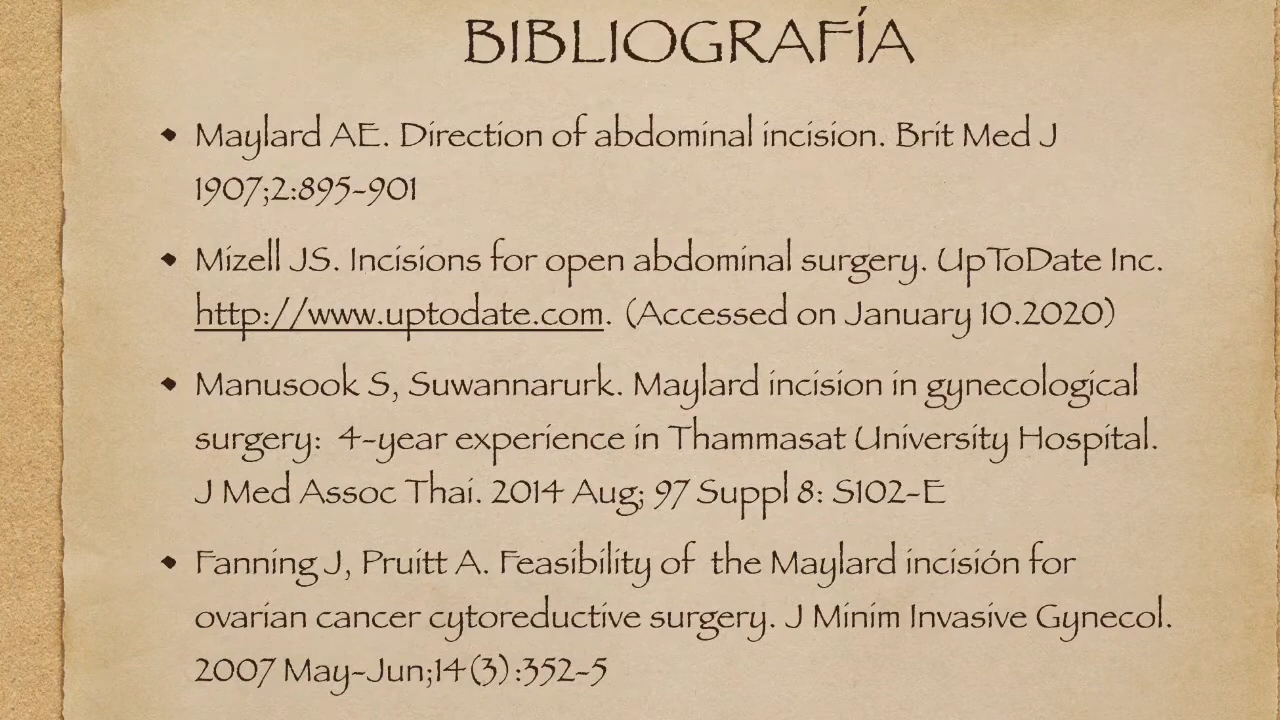 BIBLIOGRAFÍA
• Maylard AE. Direction of abdominal incision. Brit Med J
1907;2:895-901
• Mizell JS. Incisions for open abdominal surgery. UpToDate Inc.
http://www.uptodate.com. (Accessed on January 10.2020)
• Manusook S, Suwannarurk. Maylard incision in gynecological
surgery: 4-year experience in Thammasat University Hospital.
J Med Assoc Thai. 2014 Aug; 97 Suppl 8: S102-E
• Fanning J, Pruitt A. Feasibility of the Maylard incisión for
ovarian cancer cytoreductive surgery. J Minim Invasive Gynecol.
2007 May-Jun;14(3):352-5